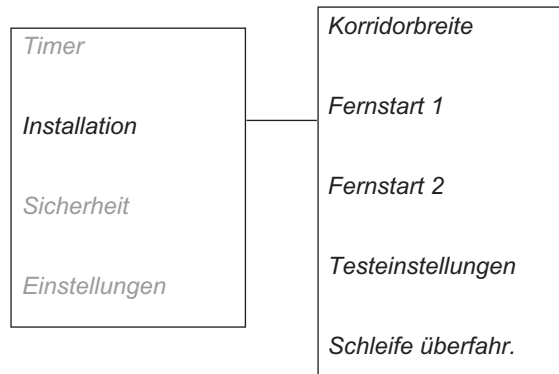 Timer
Installation
Sicherheit
Einstellungen
Korridorbreite
Fernstart 1
Fernstart 2
Testeinstellungen
Schleife überfahr.